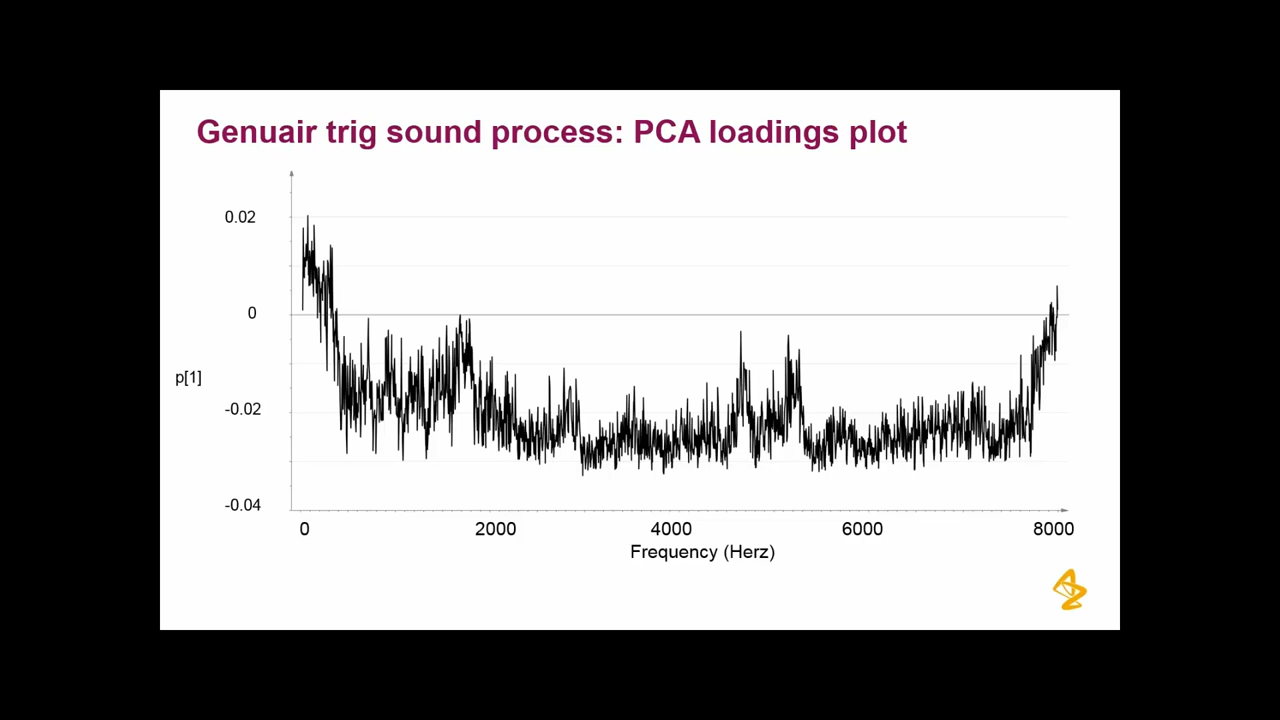 Genuair trig sound process: PCA loadings plot
0.02
0
p[1]
-0.02
-0.04
0 2000 4000 6000 8000
Frequency (Herz)